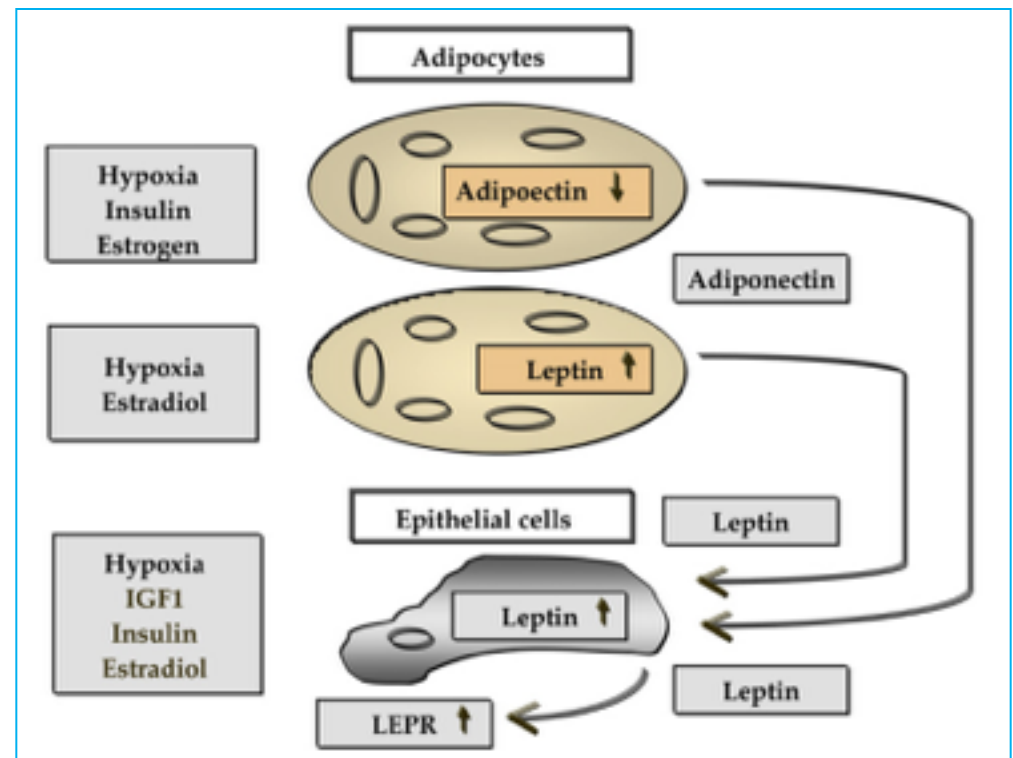 Adipocytes
Hypoxia
Insulin
Estrogen
Adipoectin
Adiponectin
Hypoxia
Estradiol
Leptin
Epithelial cells
Leptin
Hypoxia
IGF1
Insulin
Estradiol
Leptin
Leptin
LEPR